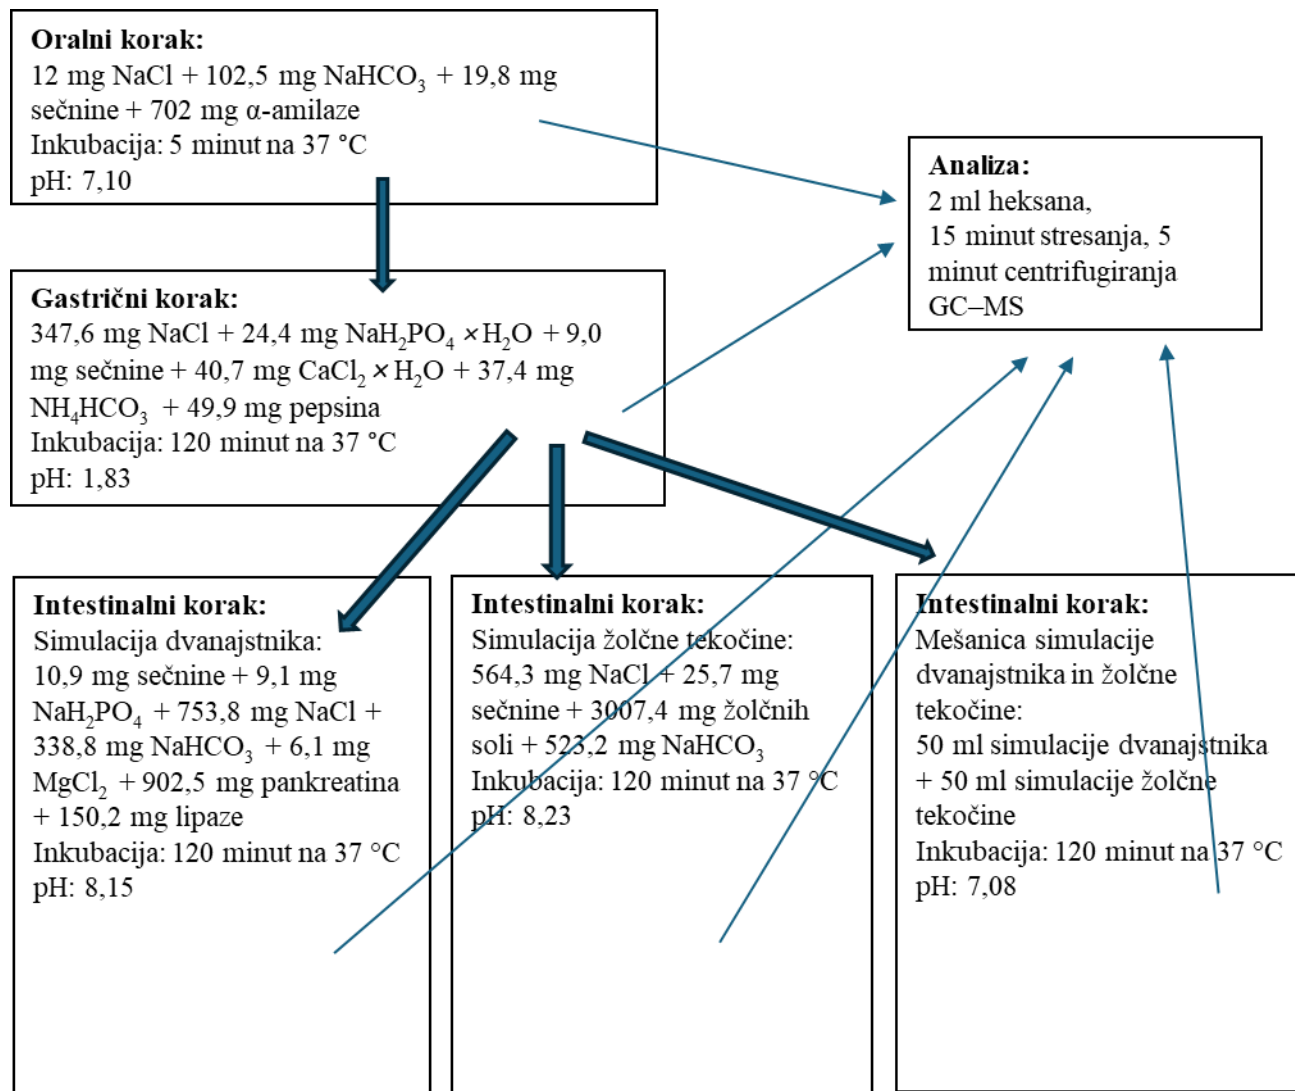 Oralni korak:
12 mg NaCl + 102,5 mg NaHCO₃ + 19,8 mg
sečnine + 702 mg α-amilaze
Inkubacija: 5 minut na 37 °C
pH: 7,10
Analiza:
2 ml heksana,
15 minut stresanja, 5
minut centrifugiranja
GC–MS
Gastrični korak:
347,6 mg NaCl + 24,4 mg NaH₂PO₄ × H₂O + 9,0
mg sečnine + 40,7 mg CaCl₂ × H₂O + 37,4 mg
NH₄HCO₃ + 49,9 mg pepsina
Inkubacija: 120 minut na 37 °C
pH: 1,83
Intestinalni korak:
Simulacija dvanajstnika:
10,9 mg sečnine + 9,1 mg
NaH₂PO₄ + 753,8 mg NaCl +
338,8 mg NaHCO₃ + 6,1 mg
MgCl₂ + 902,5 mg pankreatina
+ 150,2 mg lipaze
Inkubacija: 120 minut na 37 °C
pH: 8,15
Intestinalni korak:
Simulacija žolčne tekočine:
564,3 mg NaCl + 25,7 mg
sečnine + 3007,4 mg žolčnih
soli + 523,2 mg NaHCO₃
Inkubacija: 120 minut na 37 °C
pH: 8,23
Intestinalni korak:
Mešanica simulacije
dvanajstnika in žolčne
tekočine:
50 ml simulacije dvanajstnika
+ 50 ml simulacije žolčne
tekočine
Inkubacija: 120 minut na 37 °C
pH: 7,08